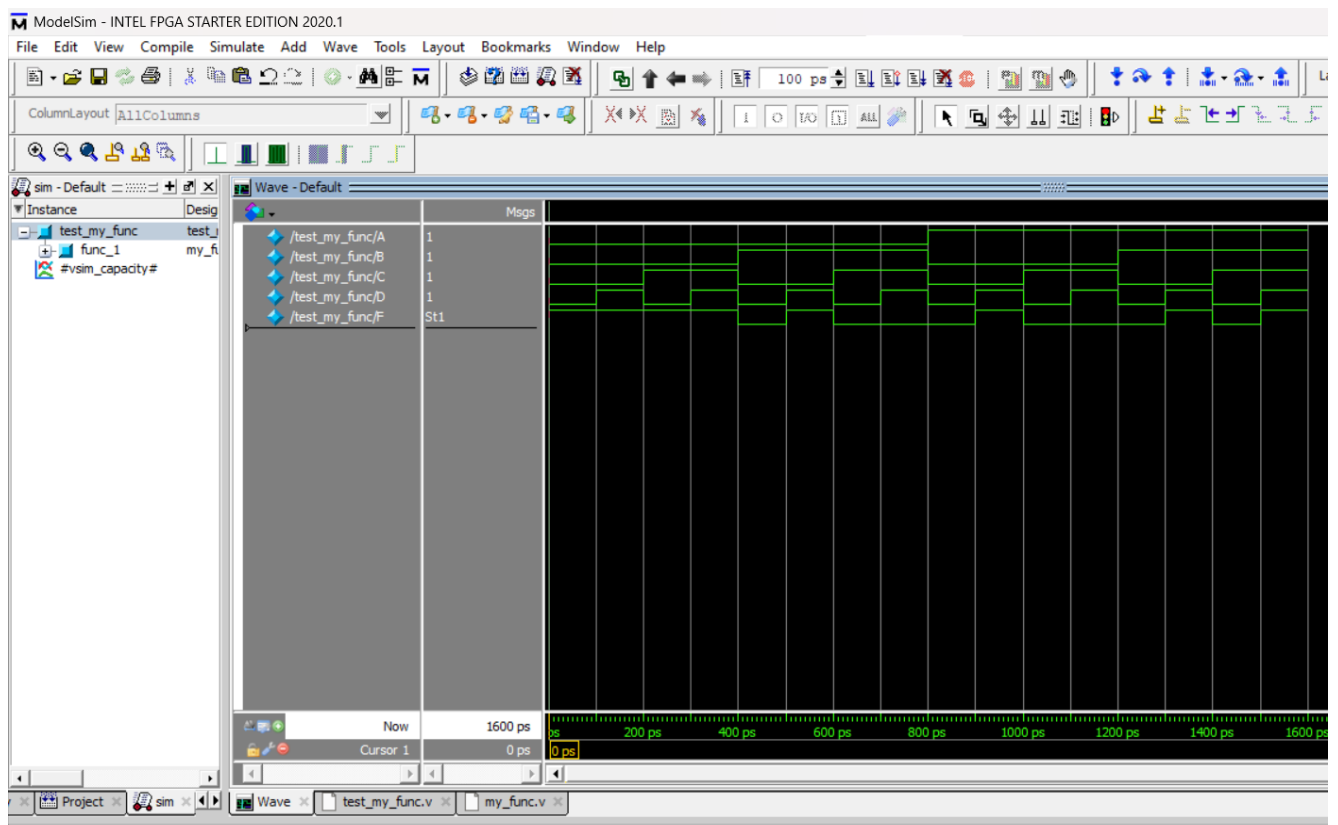 ModelSim - INTEL FPGA STARTER EDITION 2020.1
File Edit View Compile Simulate Add Wave Tools Layout Bookmarks Window Help
100 ps
ColumnLayout AllColumns
sim - Default
Wave - Default
Instance Desig
Msgs
test_my_func test_
func_1 my_fu
#vsim_capacity#
/test_my_func/A 1
/test_my_func/B 1
/test_my_func/C 1
/test_my_func/D 1
/test_my_func/F St1
Now 1600 ps
ps 200 ps 400 ps 600 ps 800 ps 1000 ps 1200 ps 1400 ps 1600 ps
Cursor 1 0 ps 0 ps
Project sim Wave test_my_func.v my_func.v